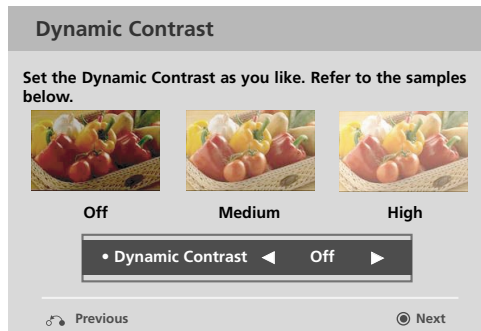 Dynamic Contrast
Set the Dynamic Contrast as you like. Refer to the samples
below.
Off Medium High
• Dynamic Contrast ◀ Off ▶
Previous Next